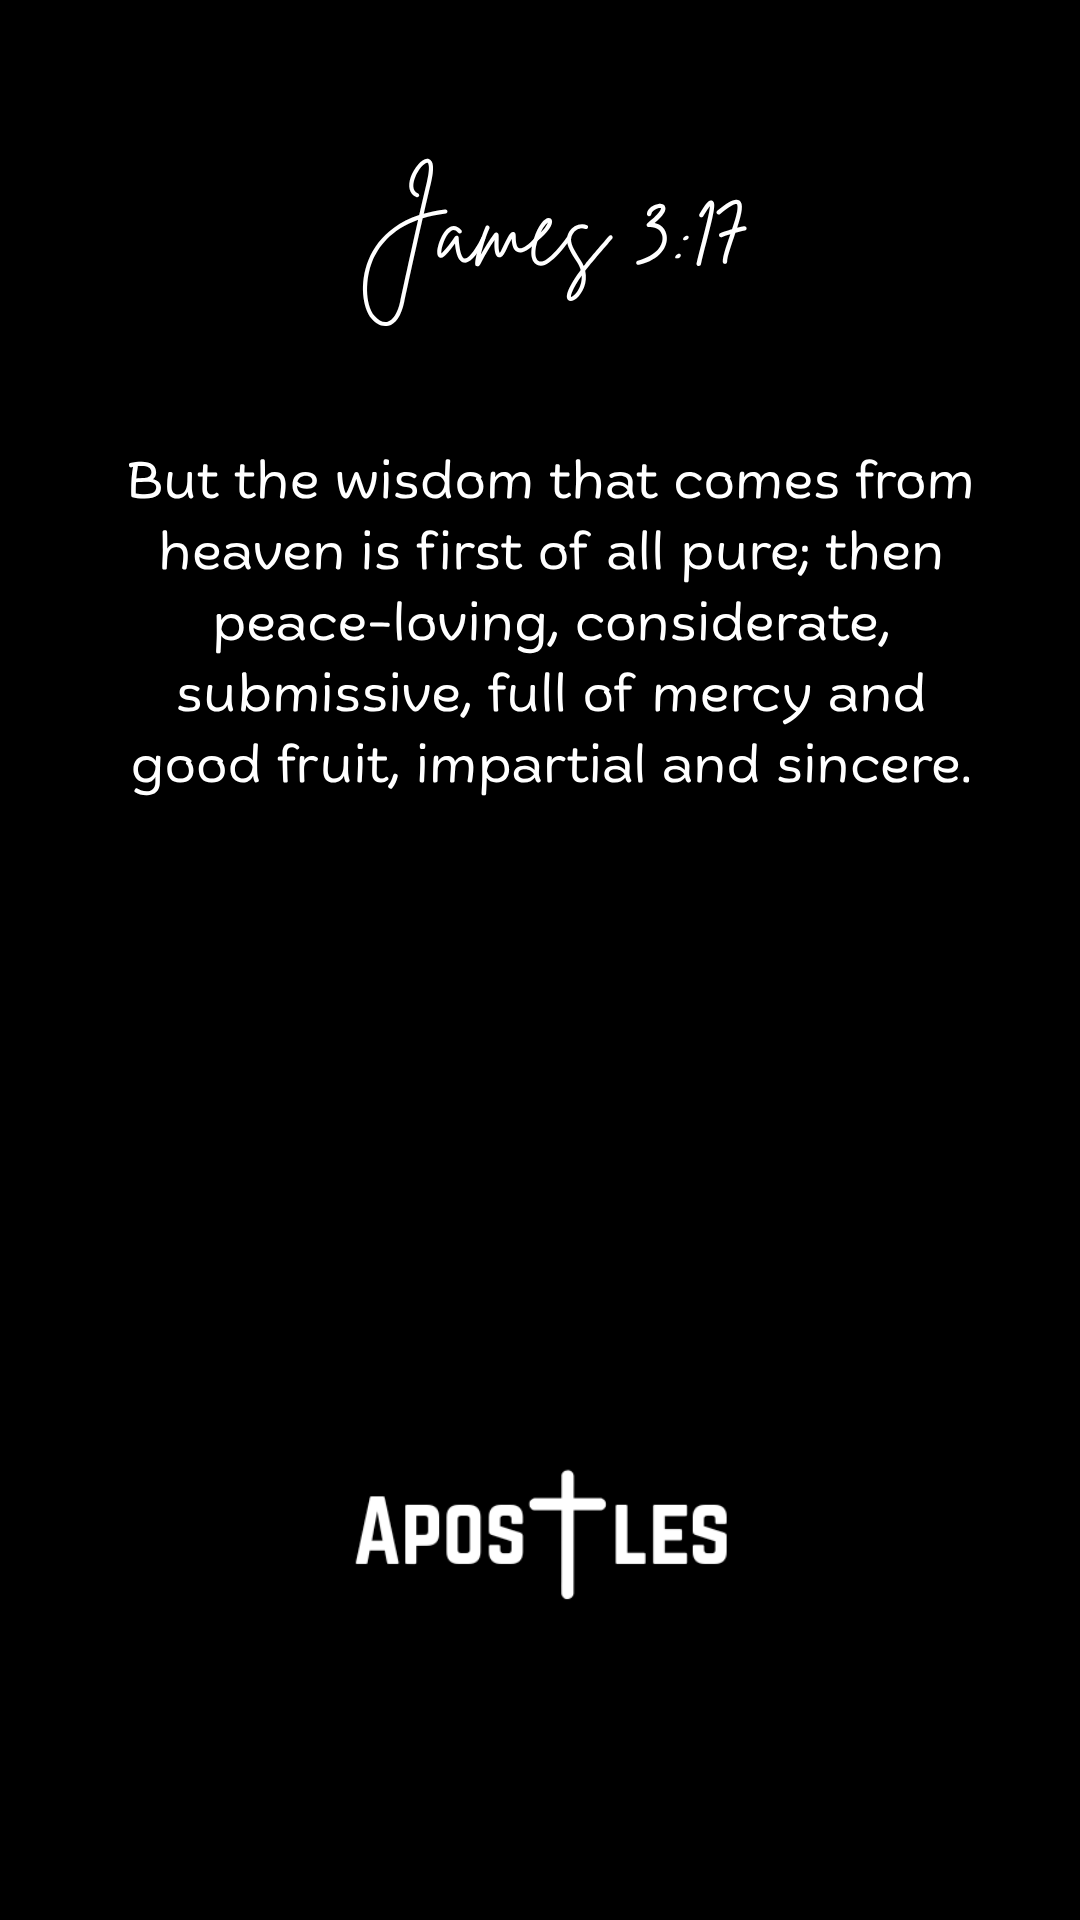 James 3:17
But the wisdom that comes from
heaven is first of all pure; then
peace-loving, considerate,
submissive, full of mercy and
good fruit, impartial and sincere.
APOSTLES